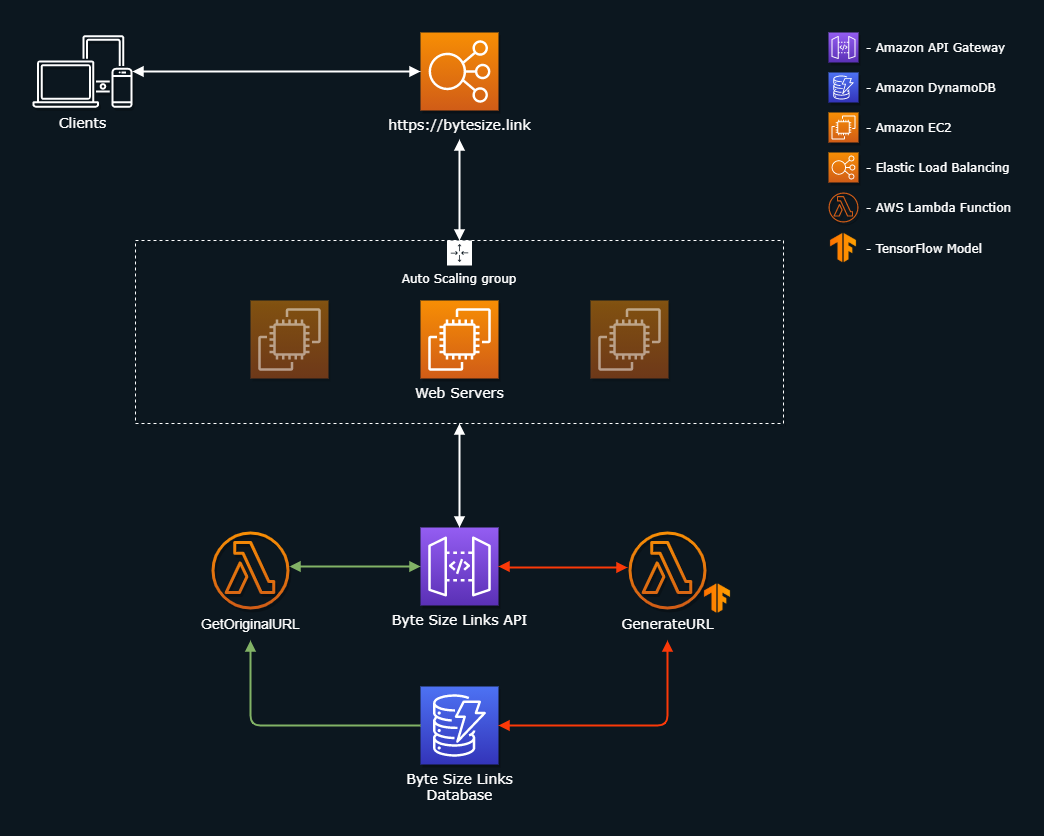 Clients
https://bytesize.link
- Amazon API Gateway
- Amazon DynamoDB
- Amazon EC2
- Elastic Load Balancing
- AWS Lambda Function
- TensorFlow Model
Auto Scaling group
Web Servers
GetOriginalURL
Byte Size Links API
GenerateURL
Byte Size Links
Database